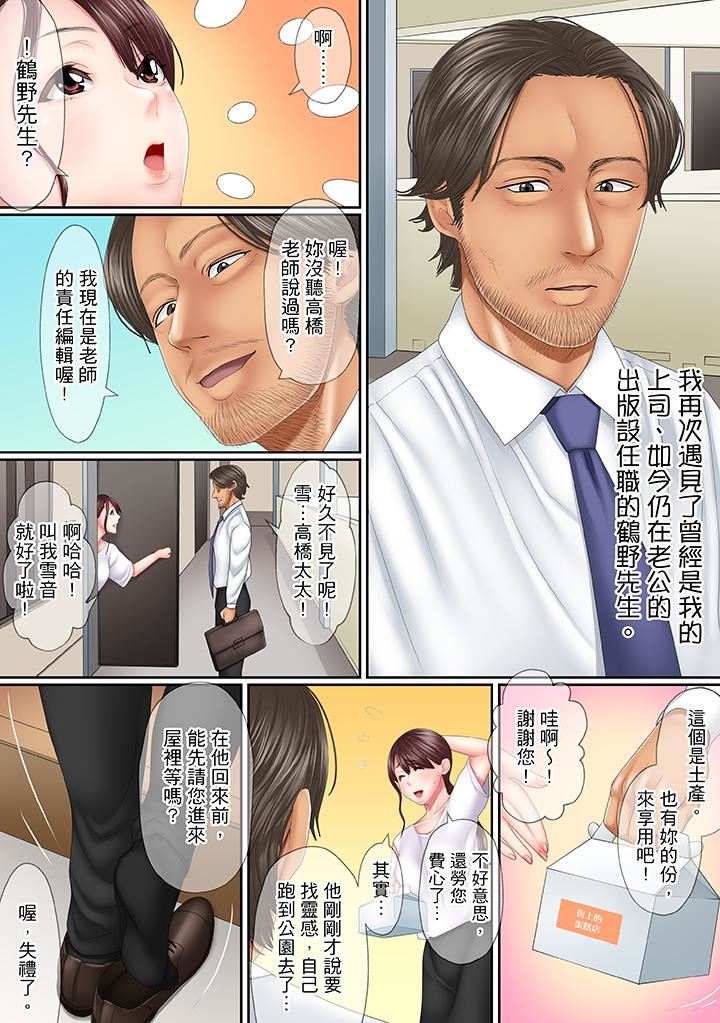 我再次遇見了曾經是我的
上司、如今仍在老公的
出版設任職的鶴野先生。
啊……
！鶴野先生？
喔！
妳沒聽高橋
老師說過嗎？
我現在是老師
的責任編輯喔！
好久不見了呢！
雪…高橋太太！
啊哈哈！
叫我雪音
就好了啦！
這個是土產。
也有妳的份，
來享用吧！
街上的
蛋糕店
哇啊～！
謝謝您！
不好意思，
還勞您
費心了…
其實…
他剛剛才說要
找靈感，自己
跑到公園去了…
在他回來前，
能先請您進來
屋裡等嗎？
喔，失禮了。